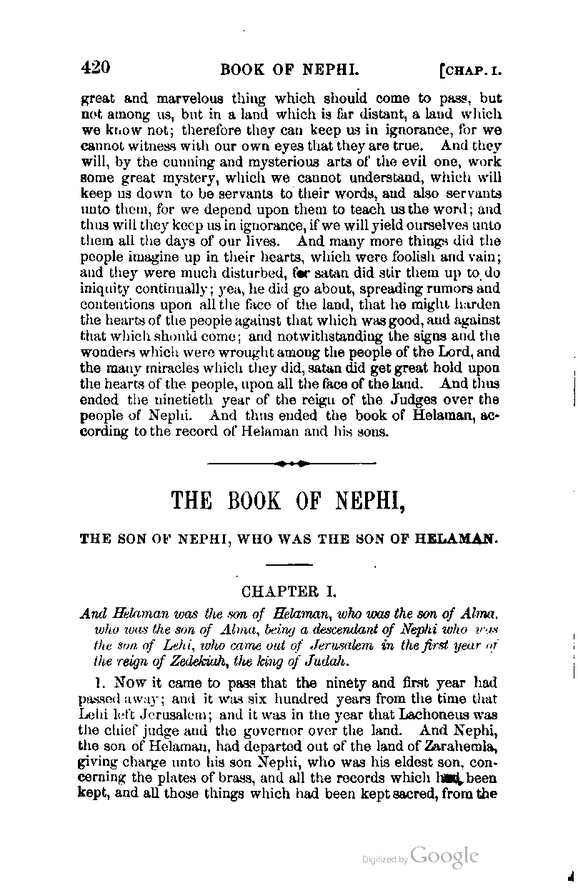 420 BOOK OF NEPHI. [CHAP. I.
great and marvelous thing which should come to pass, but
not among us, but in a land which is far distant, a land which
we know not; therefore they can keep us in ignorance, for we
cannot witness with our own eyes that they are true. And they
will, by the cunning and mysterious arts of the evil one, work
some great mystery, which we cannot understand, which will
keep us down to be servants to their words, and also servants
unto them, for we depend upon them to teach us the word; and
thus will they keep us in ignorance, if we will yield ourselves unto
them all the days of our lives. And many more things did the
people imagine up in their hearts, which were foolish and vain;
and they were much disturbed, for satan did stir them up to do
iniquity continually; yea, he did go about, spreading rumors and
contentions upon all the face of the land, that he might harden
the hearts of the people against that which was good, and against
that which should come; and notwithstanding the signs and the
wonders which were wrought among the people of the Lord, and
the many miracles which they did, satan did get great hold upon
the hearts of the people, upon all the face of the land. And thus
ended the ninetieth year of the reign of the Judges over the
people of Nephi. And thus ended the book of Helaman, ac-
cording to the record of Helaman and his sons.
THE BOOK OF NEPHI,
THE SON OF NEPHI, WHO WAS THE SON OF HELAMAN.
CHAPTER I.
And Helaman was the son of Helaman, who was the son of Alma,
who was the son of Alma, being a descendant of Nephi who was
the son of Lehi, who came out of Jerusalem in the first year of
the reign of Zedekiah, the king of Judah.
1. Now it came to pass that the ninety and first year had
passed away; and it was six hundred years from the time that
Lehi left Jerusalem; and it was in the year that Lachoneus was
the chief judge and the governor over the land. And Nephi,
the son of Helaman, had departed out of the land of Zarahemla,
giving charge unto his son Nephi, who was his eldest son, con-
cerning the plates of brass, and all the records which had been
kept, and all those things which had been kept sacred, from the
Digitized by Google